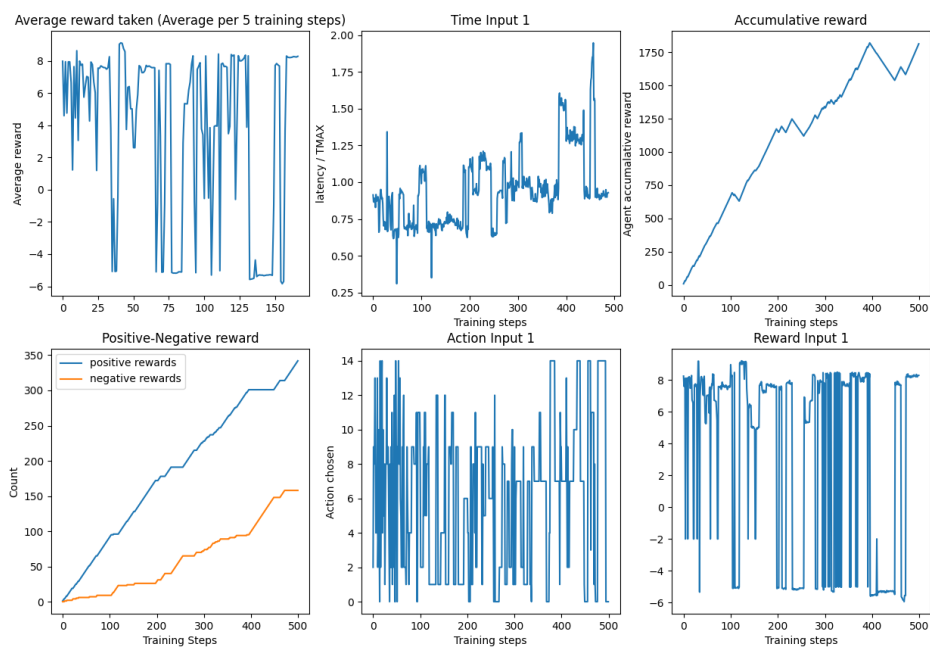 Average reward taken (Average per 5 training steps)
Average reward
8
6
4
2
0
−2
−4
−6
0 25 50 75 100 125 150
Time Input 1
latency / TMAX
2.00
1.75
1.50
1.25
1.00
0.75
0.50
0.25
0 100 200 300 400 500
Training steps
Accumulative reward
Agent accumalative reward
1750
1500
1250
1000
750
500
250
0
0 100 200 300 400 500
Training steps
Positive-Negative reward
positive rewards
negative rewards
Count
350
300
250
200
150
100
50
0
0 100 200 300 400 500
Training Steps
Action Input 1
Action chosen
14
12
10
8
6
4
2
0
0 100 200 300 400 500
Training steps
Reward Input 1
8
6
4
2
0
−2
−4
−6
0 100 200 300 400 500
Training steps